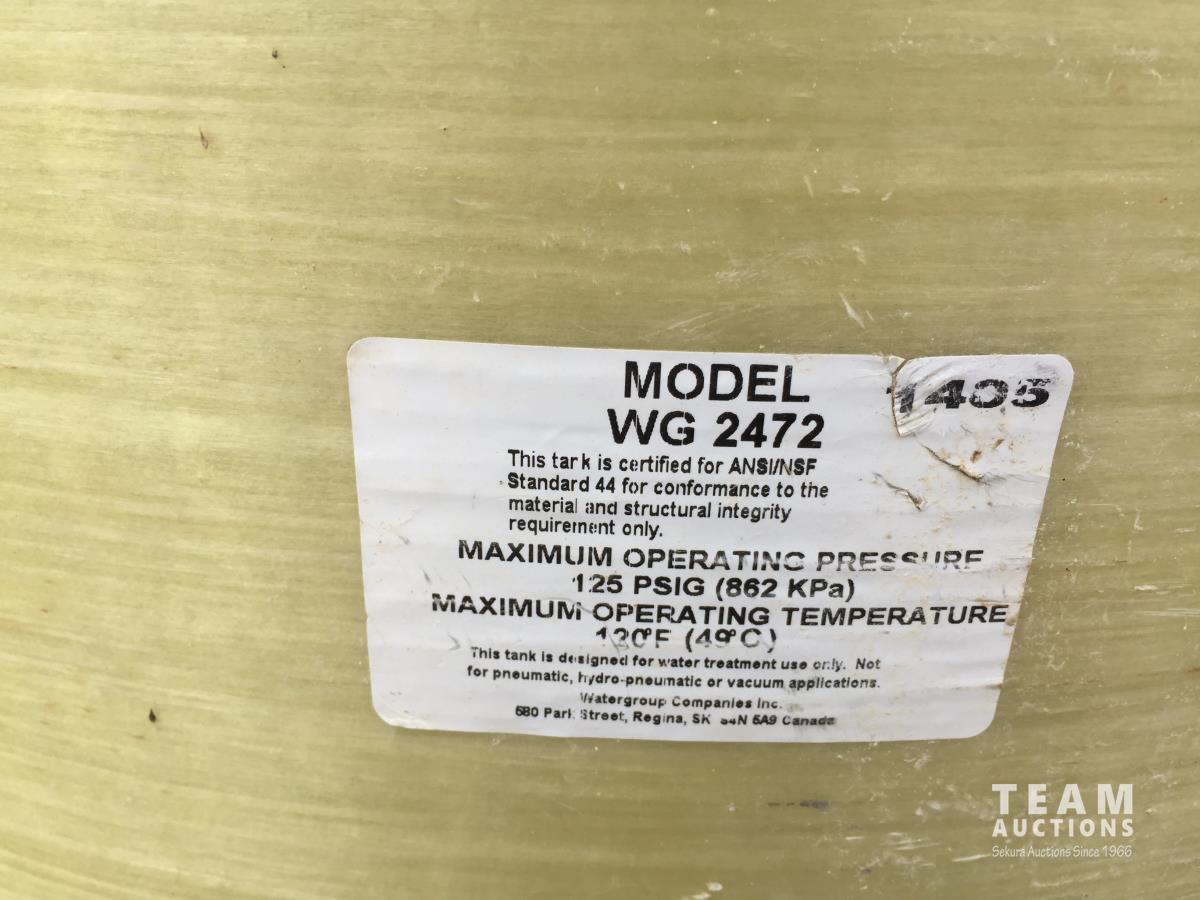 MODEL
1405
WG 2472
This tank is certified for ANSI/NSF
Standard 44 for conformance to the
material and structural integrity
requirement only.
MAXIMUM OPERATING PRESSURE
125 PSIG (862 KPa)
MAXIMUM OPERATING TEMPERATURE
120°F (49°C)
This tank is designed for water treatment use only. Not
for pneumatic, hydro-pneumatic or vacuum applications.
Watergroup Companies Inc.
580 Park Street, Regina, SK S4N 5A9 Canada
TEAM
AUCTIONS
Sekura Auctions Since 1966